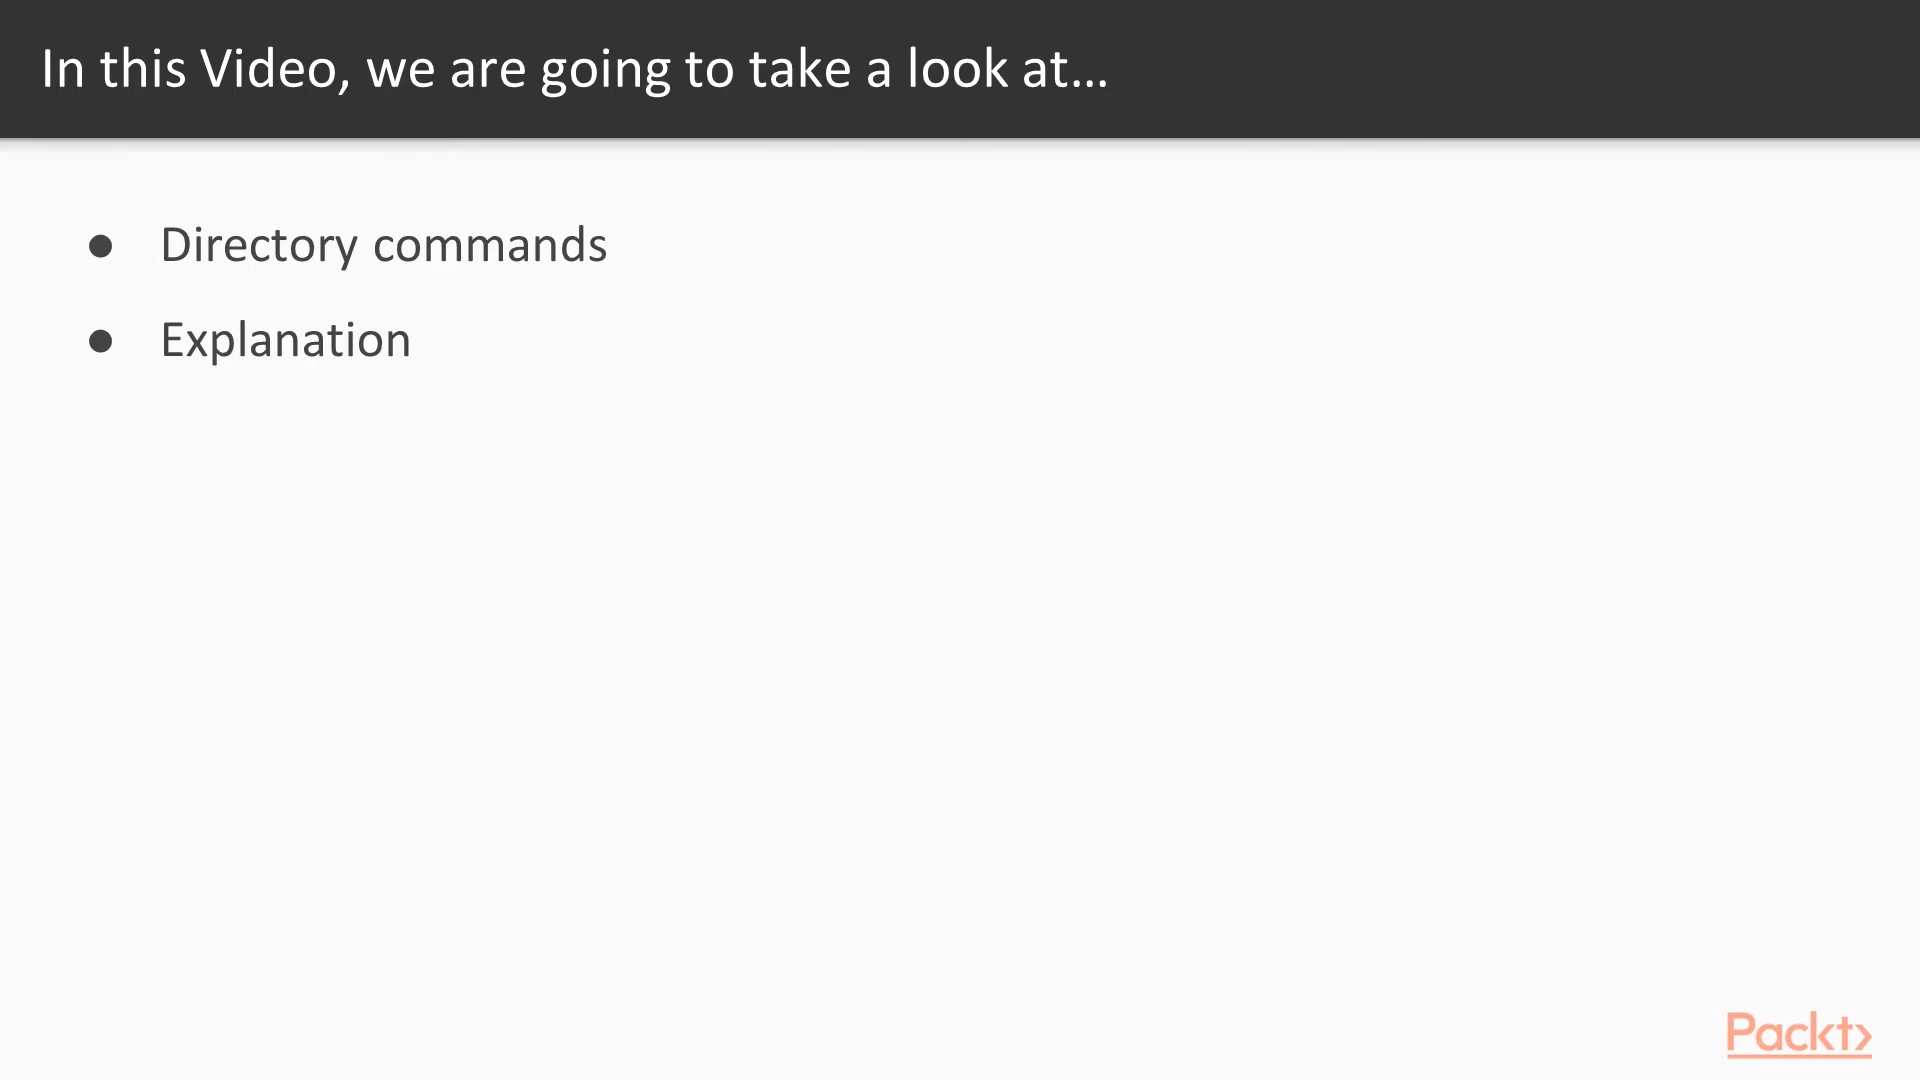 In this Video, we are going to take a look at...
● Directory commands
● Explanation
Packt>